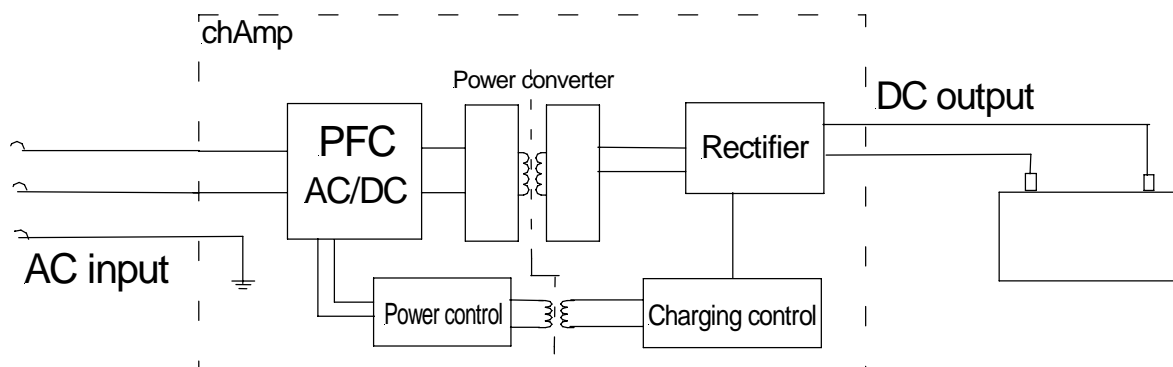 chAmp
Power converter
DC output
PFC
AC/DC
Rectifier
AC input
Power control
Charging control